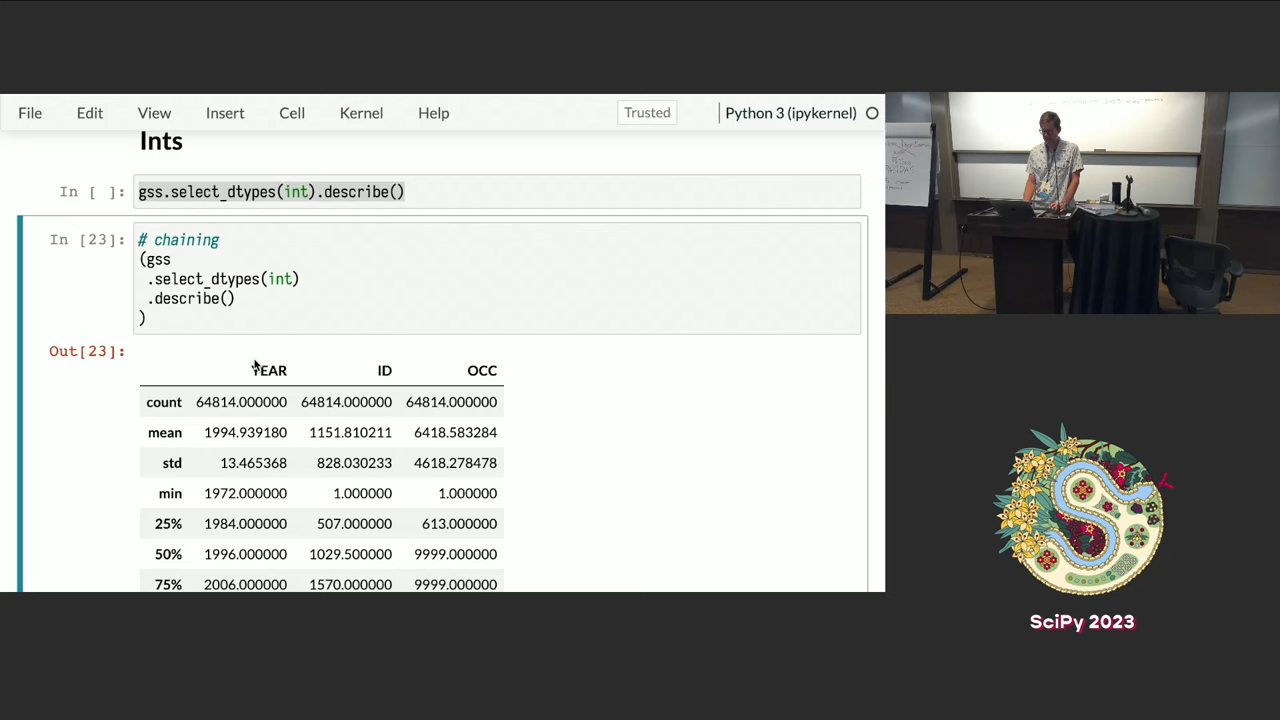 File Edit View Insert Cell Kernel Help Trusted Python 3 (ipykernel)
Ints
In [ ]: gss.select_dtypes(int).describe()
In [23]: # chaining
(gss
.select_dtypes(int)
.describe()
)
Out[23]:
YEAR ID OCC
count 64814.000000 64814.000000 64814.000000
mean 1994.939180 1151.810211 6418.583284
std 13.465368 828.030233 4618.278478
min 1972.000000 1.000000 1.000000
25% 1984.000000 507.000000 613.000000
50% 1996.000000 1029.500000 9999.000000
75% 2006.000000 1570.000000 9999.000000
SciPy 2023